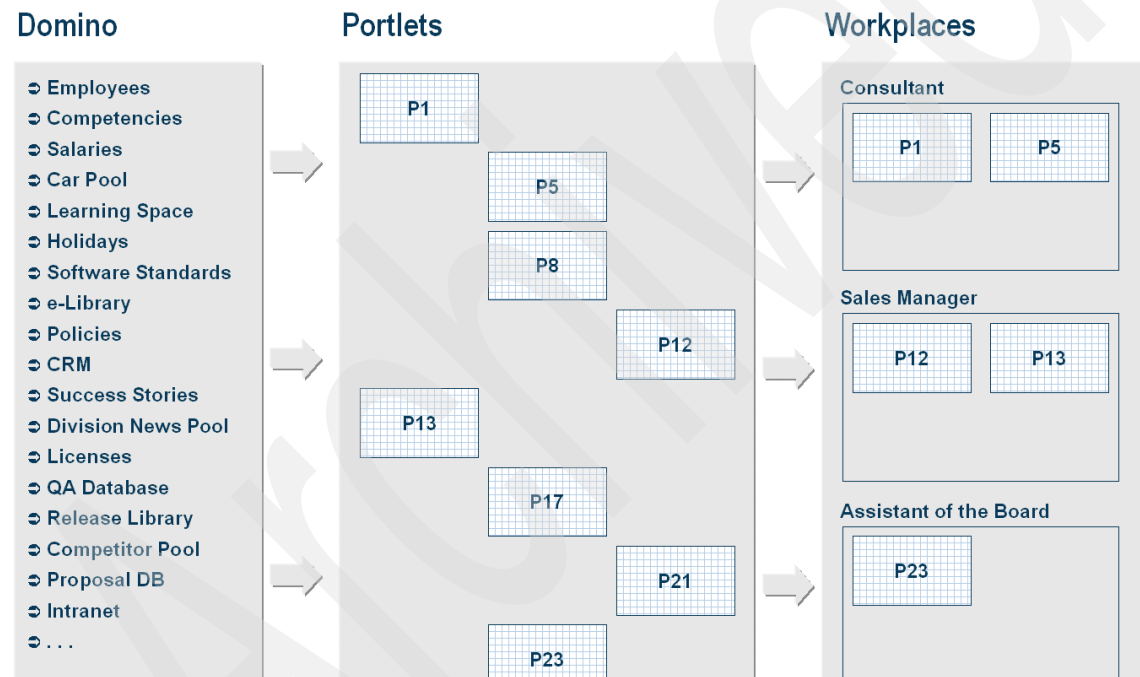 Domino
Employees
Competencies
Salaries
Car Pool
Learning Space
Holidays
Software Standards
e-Library
Policies
CRM
Success Stories
Division News Pool
Licenses
QA Database
Release Library
Competitor Pool
Proposal DB
Intranet
. . .
Portlets
P1
P5
P8
P12
P13
P17
P21
P23
Workplaces
Consultant
P1 P5
Sales Manager
P12 P13
Assistant of the Board
P23
Archived